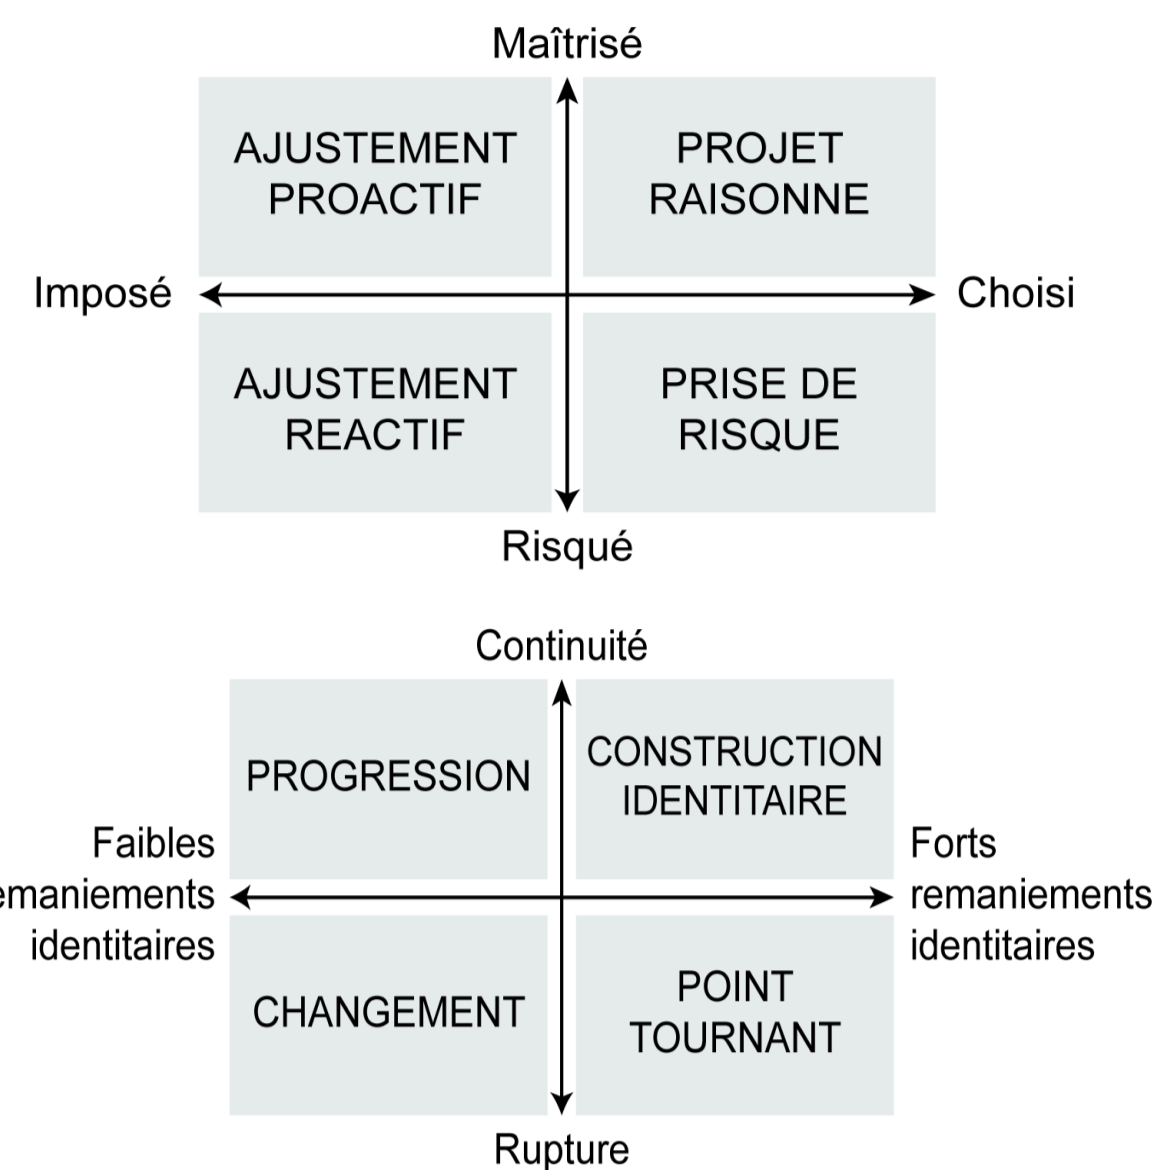 Maîtrisé
AJUSTEMENT
PROACTIF
PROJET
RAISONNE
Imposé
Choisi
AJUSTEMENT
REACTIF
PRISE DE
RISQUE
Risqué
Continuité
PROGRESSION
CONSTRUCTION
IDENTITAIRE
Faibles
emaniements
identitaires
Forts
remaniements
identitaires
CHANGEMENT
POINT
TOURNANT
Rupture